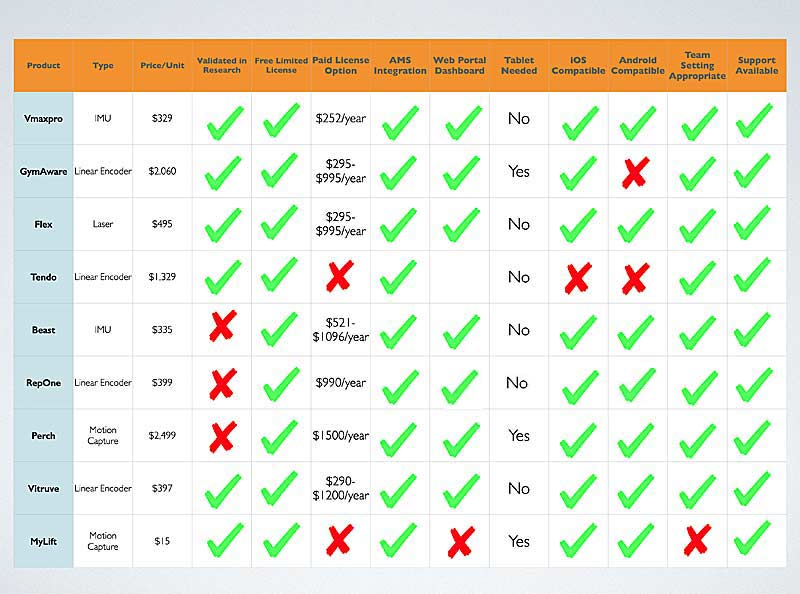 Product Type Price/Unit Validated in Research Free Limited License Paid License Option AMS Integration Web Portal Dashboard Tablet Needed iOS Compatible Android Compatible Team Setting Appropriate Support Available
Vmaxpro IMU $329 $252/year No
GymAware Linear Encoder $2,060 $295-$995/year Yes
Flex Laser $495 $295-$995/year No
Tendo Linear Encoder $1,329 No
Beast IMU $335 $521-$1096/year No
RepOne Linear Encoder $399 $990/year No
Perch Motion Capture $2,499 $1500/year Yes
Vitruve Linear Encoder $397 $290-$1200/year No
MyLift Motion Capture $15 Yes